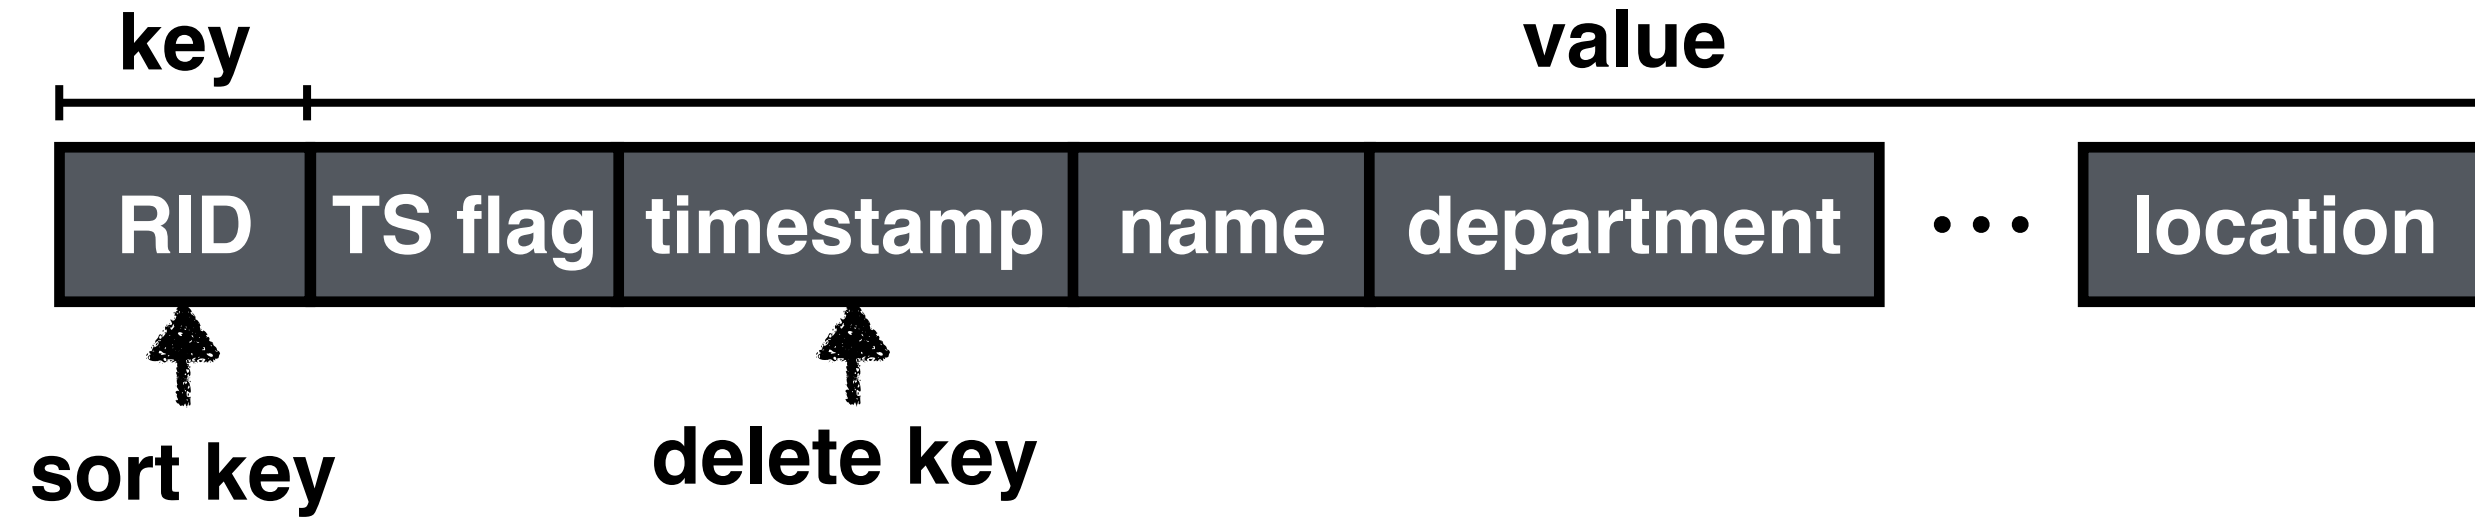 key value
RID TS flag timestamp name department ... location
sort key delete key